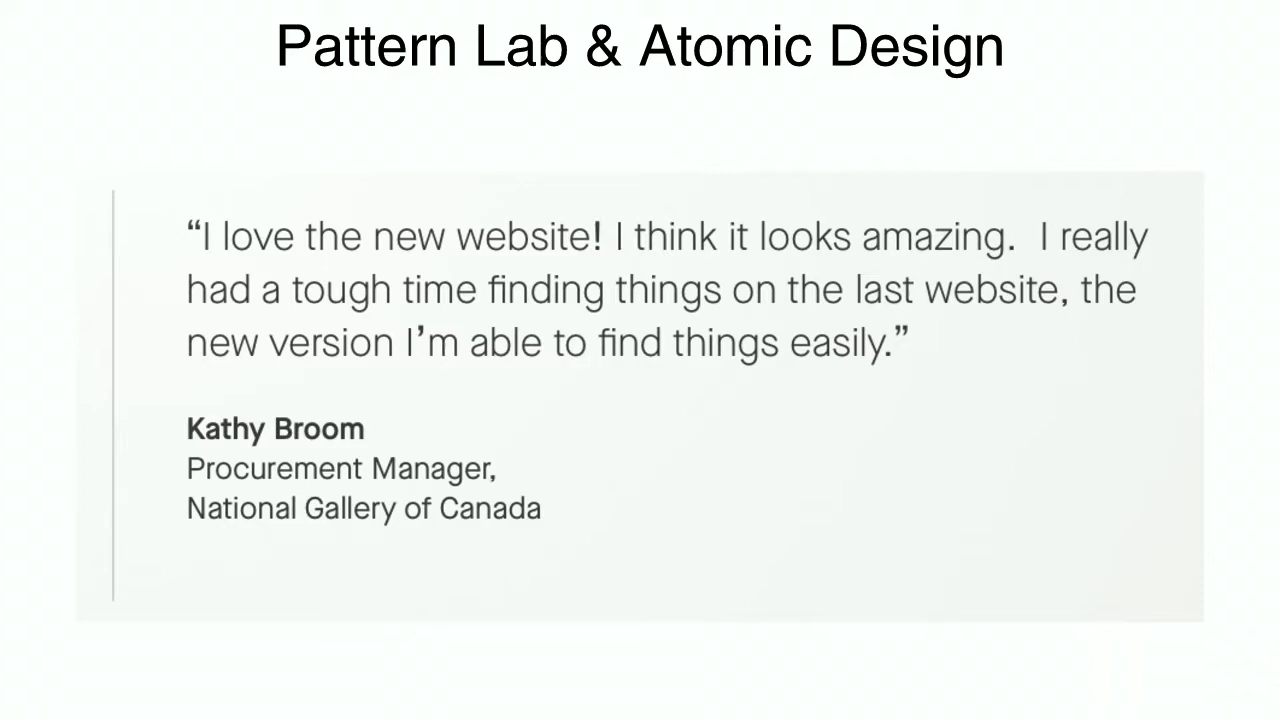 Pattern Lab & Atomic Design
“I love the new website! I think it looks amazing.  I really
had a tough time finding things on the last website, the
new version I’m able to find things easily.”
Kathy Broom
Procurement Manager,
National Gallery of Canada